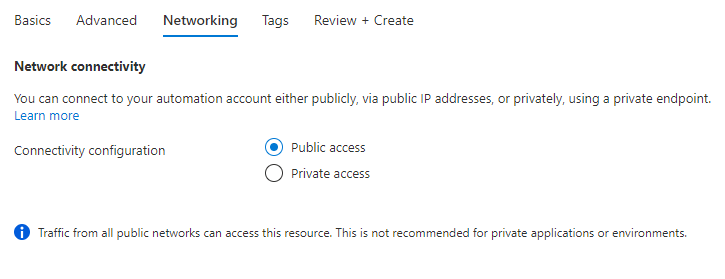 Basics Advanced Networking Tags Review + Create
Network connectivity
You can connect to your automation account either publicly, via public IP addresses, or privately, using a private endpoint.
Learn more
Connectivity configuration Public access
Private access
Traffic from all public networks can access this resource. This is not recommended for private applications or environments.